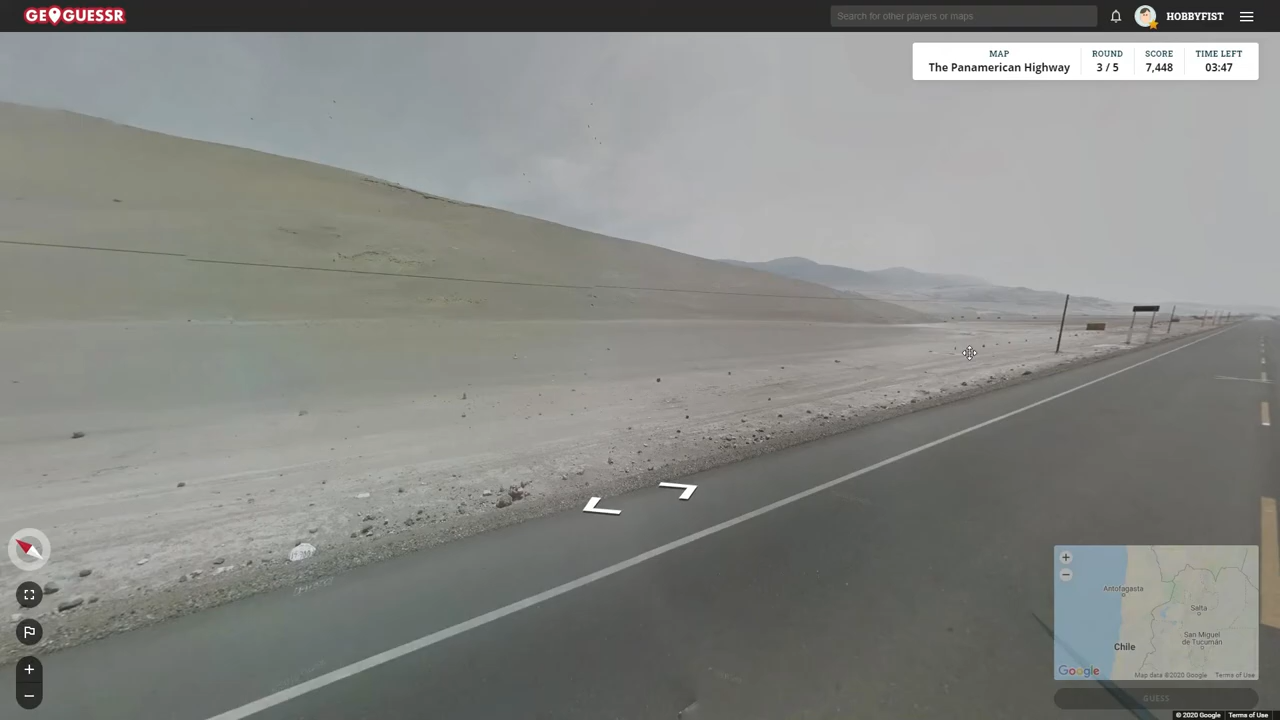 GEOGUESSR
Search for other players or maps
HOBBYFIST
MAP
The Panamerican Highway
ROUND
3 / 5
SCORE
7,448
TIME LEFT
03:47
Antofagasta
Salta
San Miguel
de Tucumán
Chile
Google
Map data ©2020 Google
Terms of Use
GUESS
© 2020 Google
Terms of Use